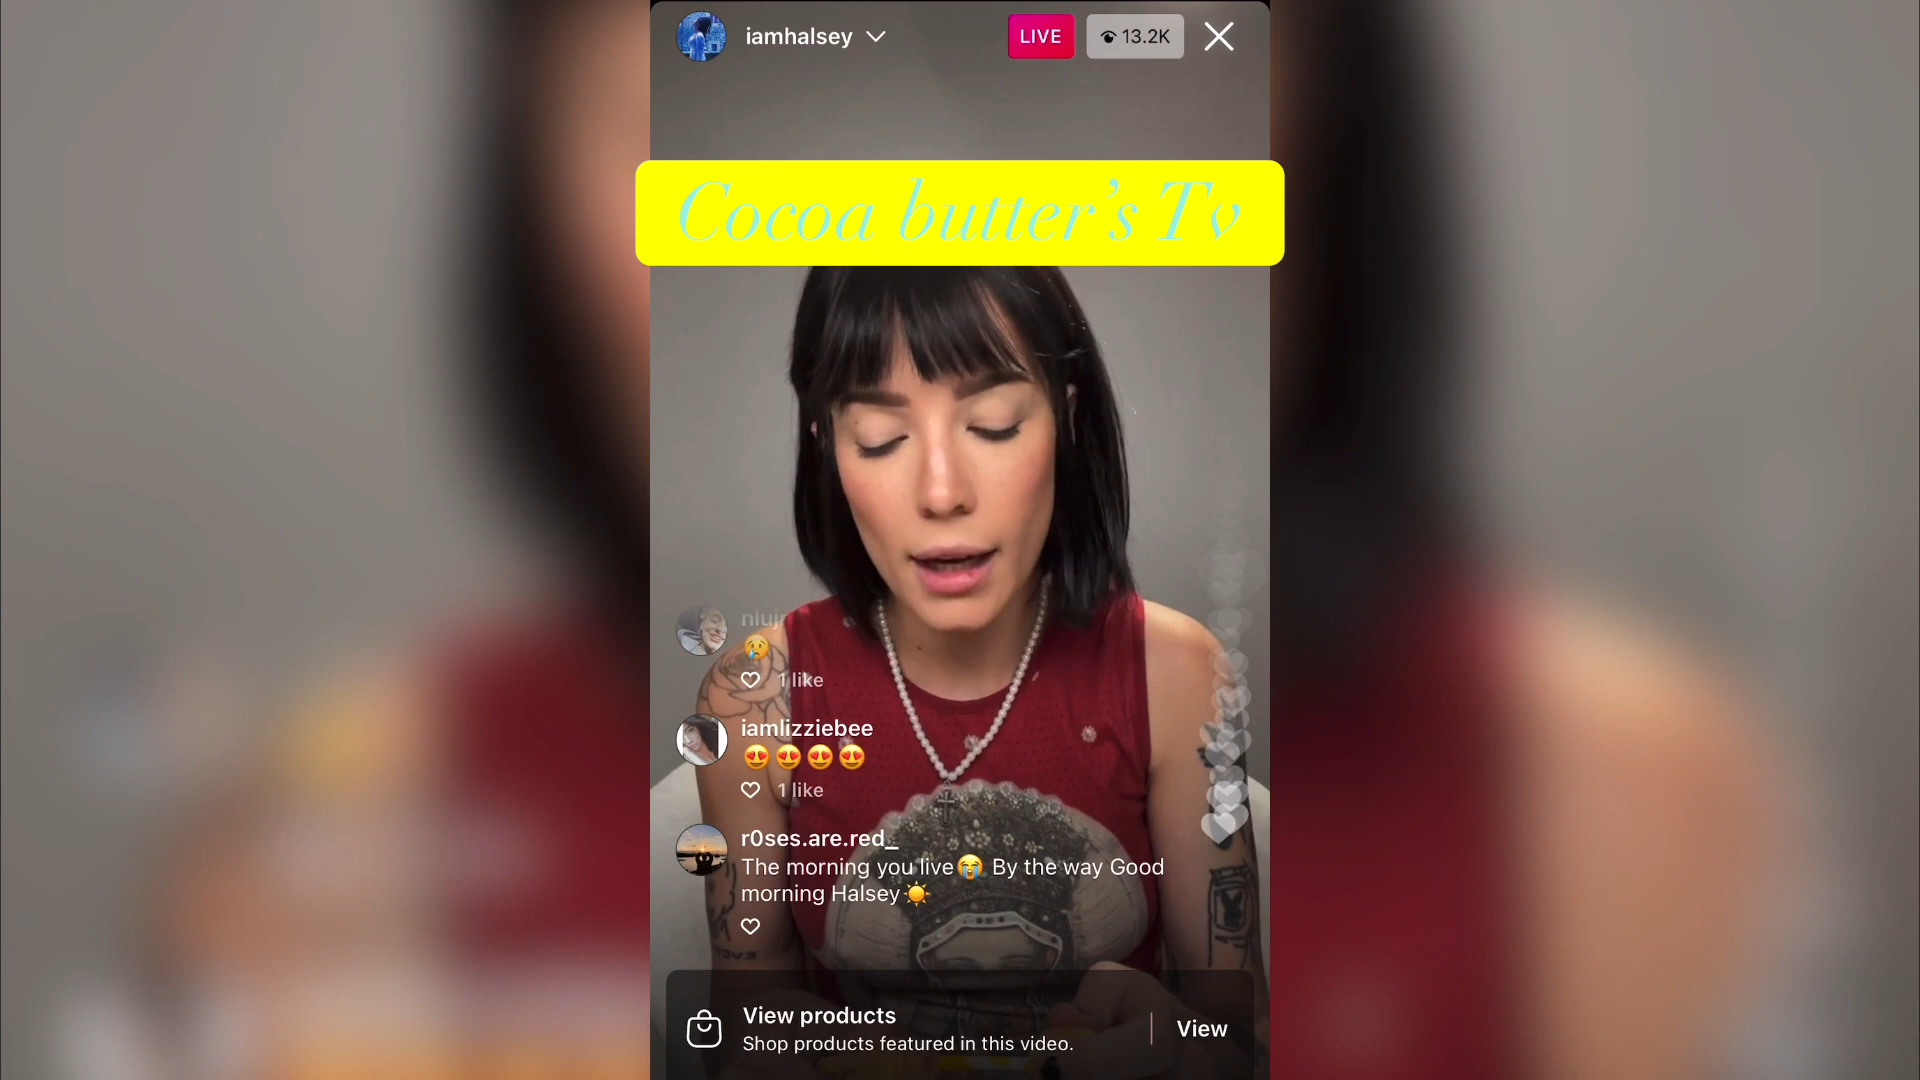 iamhalsey
LIVE
13.2K
Cocoa butter's Tv
1 like
iamlizziebee
😍😍😍😍
1 like
r0ses.are.red_
The morning you live😭 By the way Good
morning Halsey☀️
View products
Shop products featured in this video.
View